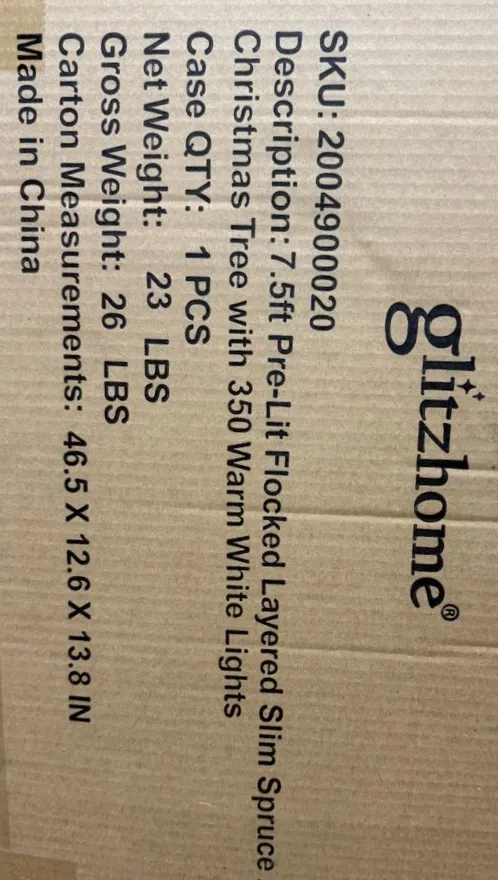 glitzhome®
SKU: 2004900020
Description: 7.5ft Pre-Lit Flocked Layered Slim Spruce
Christmas Tree with 350 Warm White Lights
Case QTY: 1 PCS
Net Weight: 23 LBS
Gross Weight: 26 LBS
Carton Measurements: 46.5 X 12.6 X 13.8 IN
Made in China